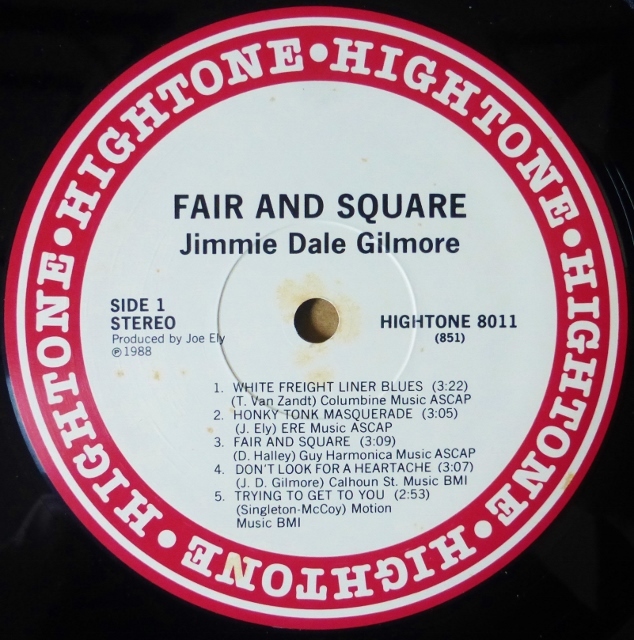 HIGHTONE • HIGHTONE • HIGHTONE • HIGHTONE • HIGHTONE • HIGHTONE •
FAIR AND SQUARE
Jimmie Dale Gilmore
SIDE 1
STEREO
Produced by Joe Ely
℗1988
HIGHTONE 8011
(851)
1. WHITE FREIGHT LINER BLUES (3:22)
(T. Van Zandt) Columbine Music ASCAP
2. HONKY TONK MASQUERADE (3:05)
(J. Ely) ERE Music ASCAP
3. FAIR AND SQUARE (3:09)
(D. Halley) Guy Harmonica Music ASCAP
4. DON'T LOOK FOR A HEARTACHE (3:07)
(J. D. Gilmore) Calhoun St. Music BMI
5. TRYING TO GET TO YOU (2:53)
(Singleton-McCoy) Motion
Music BMI